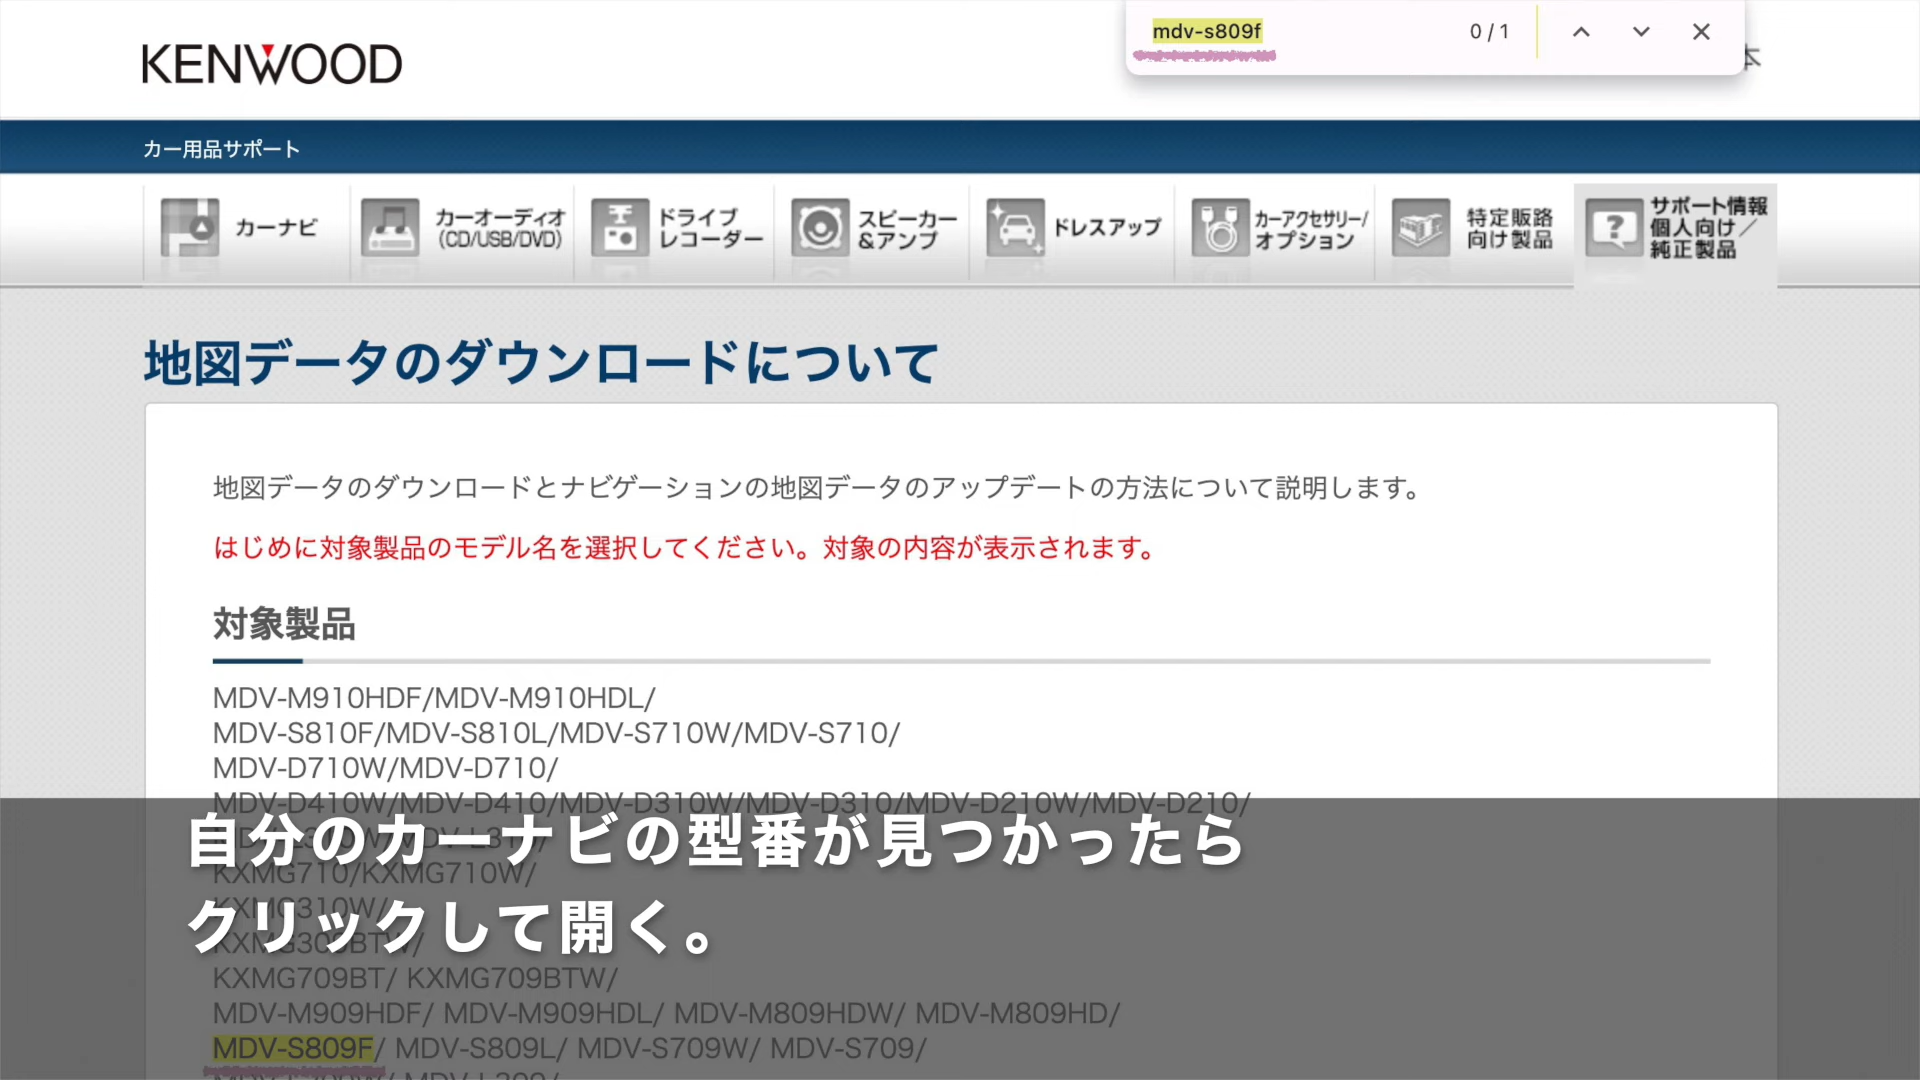 mdv-s809f
0/1
KENWOOD
本
カー用品サポート
カーナビ
カーオーディオ
(CD/USB/DVD)
ドライブ
レコーダー
スピーカー
&アンプ
ドレスアップ
カーアクセサリー/
オプション
特定販路
向け製品
サポート情報
個人向け／
純正製品
地図データのダウンロードについて
地図データのダウンロードとナビゲーションの地図データのアップデートの方法について説明します。
はじめに対象製品のモデル名を選択してください。対象の内容が表示されます。
対象製品
MDV-M910HDF/MDV-M910HDL/
MDV-S810F/MDV-S810L/MDV-S710W/MDV-S710/
MDV-D710W/MDV-D710/
MDV-D410W/MDV-D410/MDV-D310W/MDV-D310/MDV-D210W/MDV-D210/
自分のカーナビの型番が見つかったら
KXMG710/KXMG710W/
KXMG310W/
クリックして開く。
KXMG309BTW/
KXMG709BT/ KXMG709BTW/
MDV-M909HDF/ MDV-M909HDL/ MDV-M809HDW/ MDV-M809HD/
MDV-S809F/ MDV-S809L/ MDV-S709W/ MDV-S709/